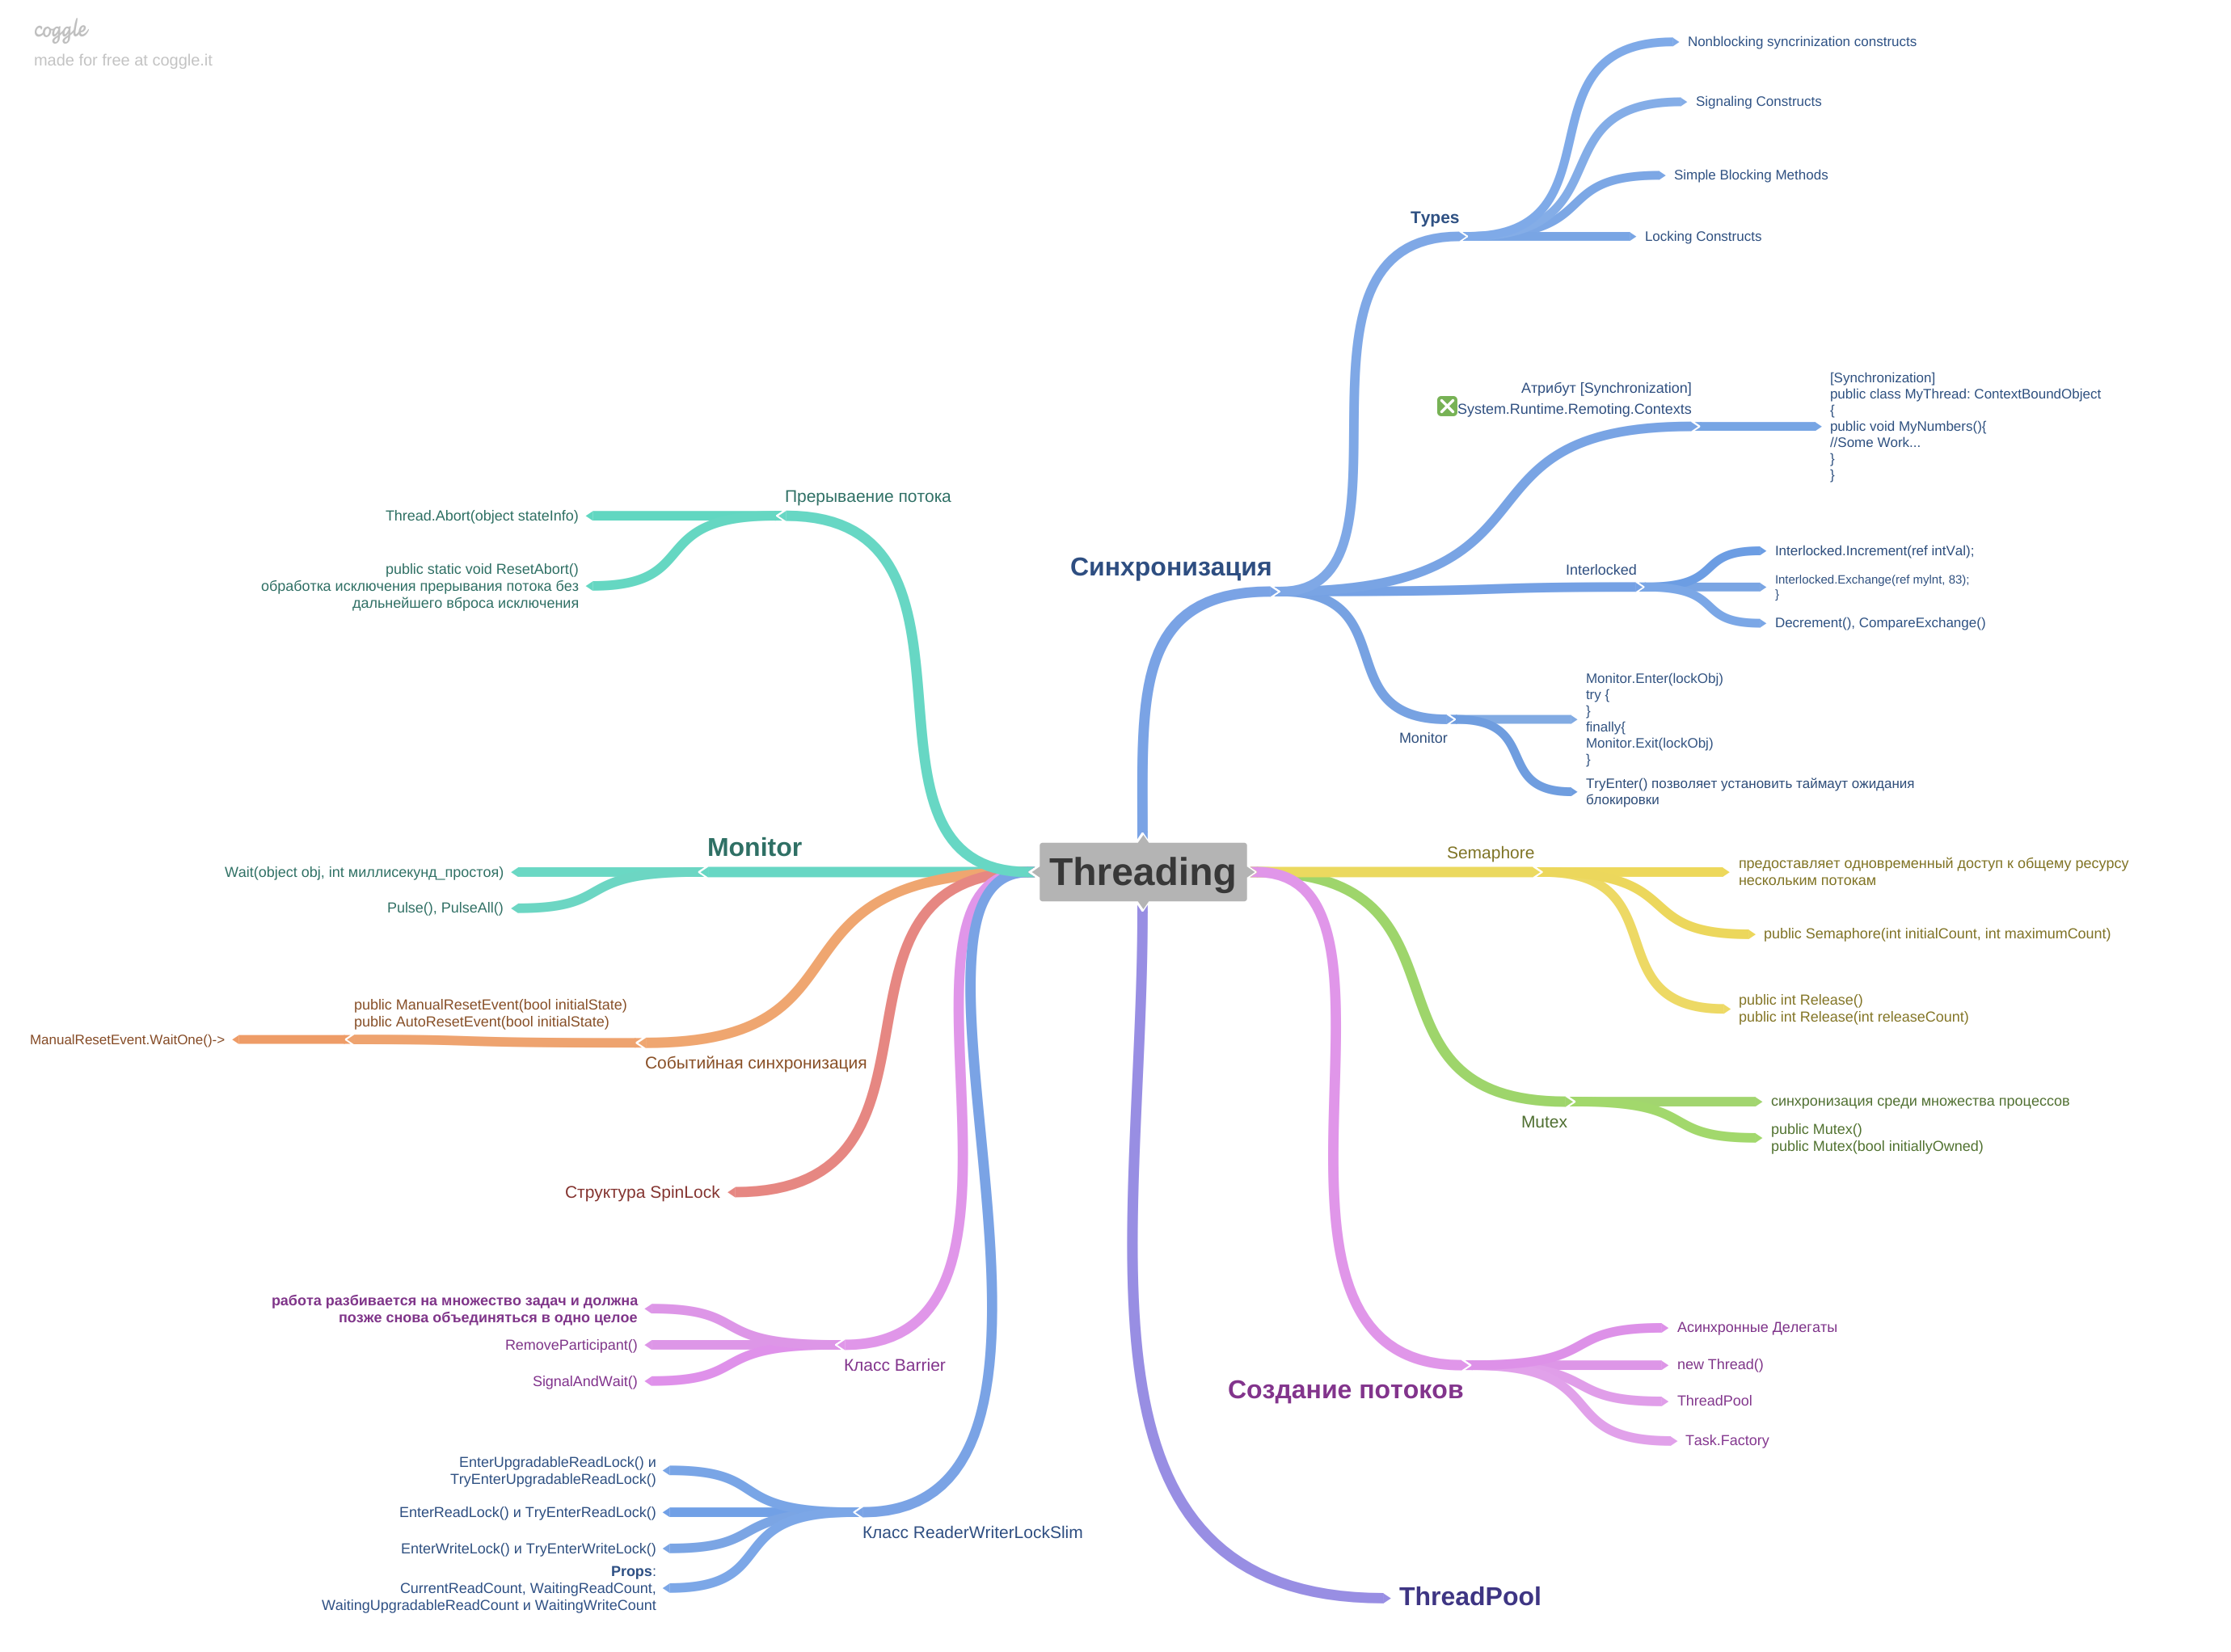 coggle
made for free at coggle.it
Threading
Синхронизация
Types
Nonblocking syncrinization constructs
Signaling Constructs
Simple Blocking Methods
Locking Constructs
Атрибут [Synchronization]
❎System.Runtime.Remoting.Contexts
[Synchronization]
public class MyThread: ContextBoundObject
{
public void MyNumbers(){
//Some Work...
}
}
Interlocked
Interlocked.Increment(ref intVal);
Interlocked.Exchange(ref myInt, 83);
}
Decrement(), CompareExchange()
Monitor
Monitor.Enter(lockObj)
try {
}
finally{
Monitor.Exit(lockObj)
}
TryEnter() позволяет установить таймаут ожидания
блокировки
Semaphore
предоставляет одновременный доступ к общему ресурсу
нескольким потокам
public Semaphore(int initialCount, int maximumCount)
public int Release()
public int Release(int releaseCount)
Mutex
синхронизация среди множества процессов
public Mutex()
public Mutex(bool initiallyOwned)
Создание потоков
Асинхронные Делегаты
new Thread()
ThreadPool
Task.Factory
ThreadPool
Прерываение потока
Thread.Abort(object stateInfo)
public static void ResetAbort()
обработка исключения прерывания потока без
дальнейшего вброса исключения
Monitor
Wait(object obj, int миллисекунд_простоя)
Pulse(), PulseAll()
Событийная синхронизация
public ManualResetEvent(bool initialState)
public AutoResetEvent(bool initialState)
ManualResetEvent.WaitOne()->
Структура SpinLock
Класс Barrier
работа разбивается на множество задач и должна
позже снова объединяться в одно целое
RemoveParticipant()
SignalAndWait()
Класс ReaderWriterLockSlim
EnterUpgradableReadLock() и
TryEnterUpgradableReadLock()
EnterReadLock() и TryEnterReadLock()
EnterWriteLock() и TryEnterWriteLock()
Props:
CurrentReadCount, WaitingReadCount,
WaitingUpgradableReadCount и WaitingWriteCount